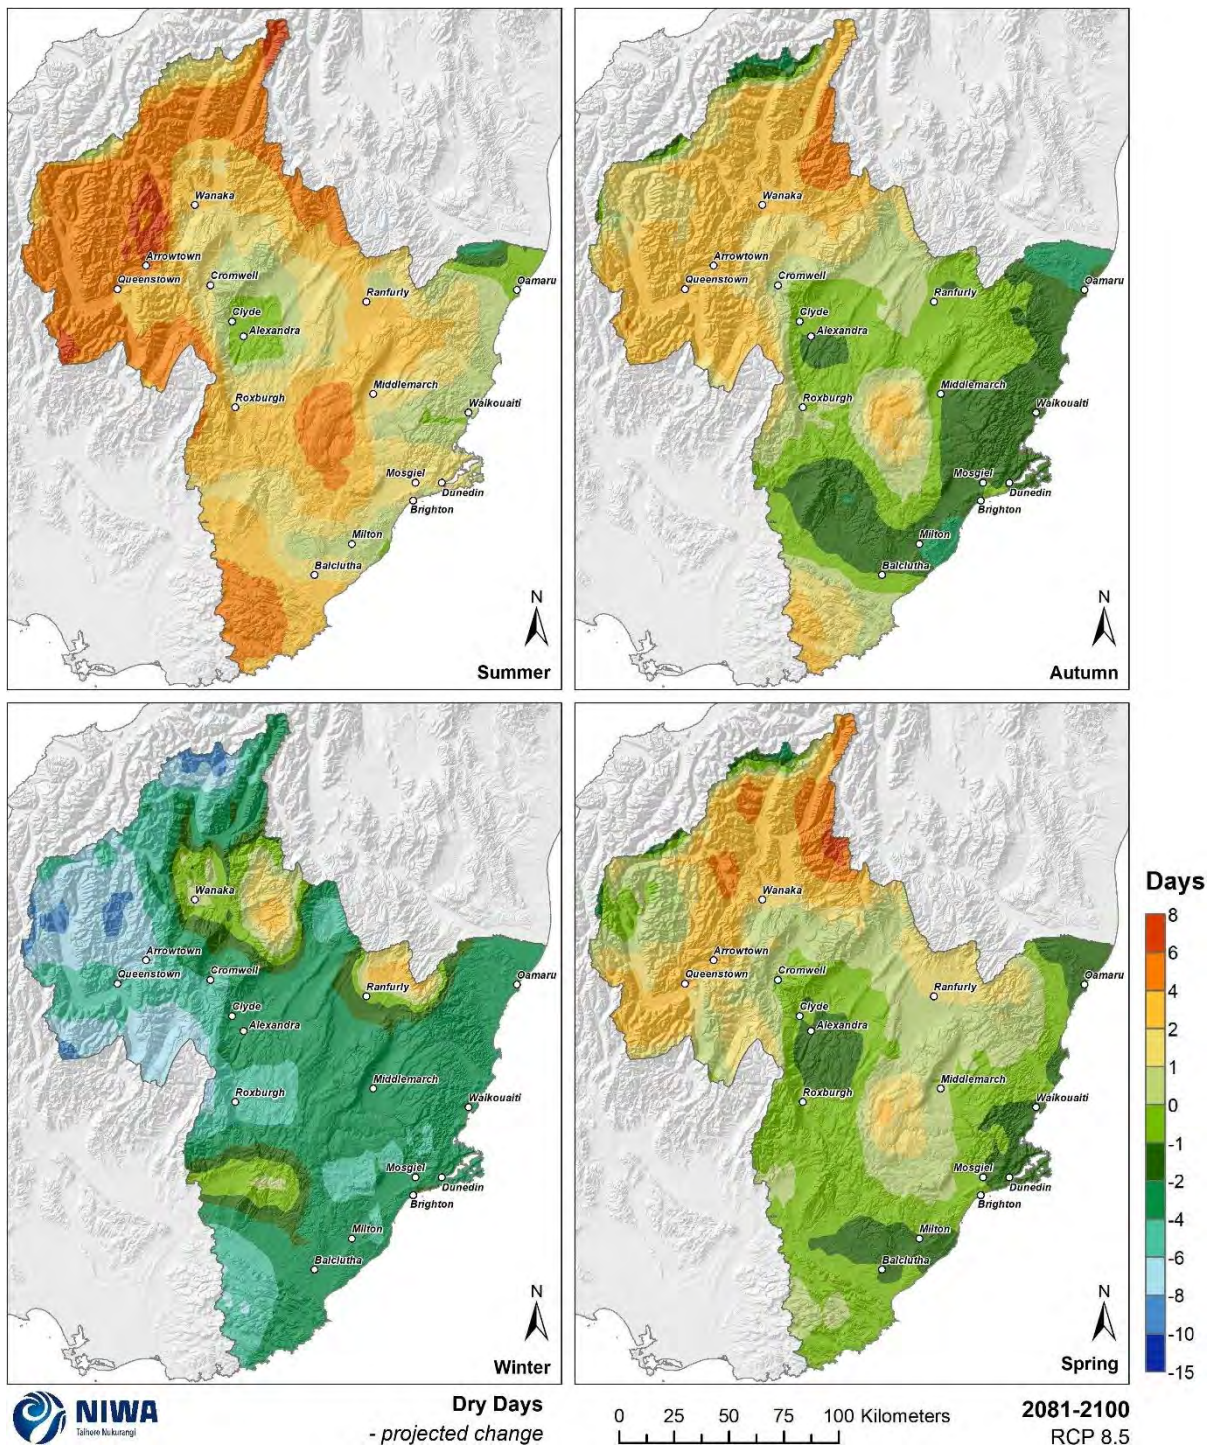 Wanaka
Arrowtown
Queenstown
Cromwell
Clyde
Alexandra
Ranfurly
Oamaru
Roxburgh
Middlemarch
Waikouaiti
Mosgiel
Dunedin
Brighton
Milton
Balclutha
N
Summer
Wanaka
Arrowtown
Queenstown
Cromwell
Clyde
Alexandra
Ranfurly
Oamaru
Roxburgh
Middlemarch
Waikouaiti
Mosgiel
Dunedin
Brighton
Milton
Balclutha
N
Autumn
Wanaka
Arrowtown
Queenstown
Cromwell
Clyde
Alexandra
Ranfurly
Oamaru
Roxburgh
Middlemarch
Waikouaiti
Mosgiel
Dunedin
Brighton
Milton
Balclutha
N
Winter
Wanaka
Arrowtown
Queenstown
Cromwell
Clyde
Alexandra
Ranfurly
Oamaru
Roxburgh
Middlemarch
Waikouaiti
Mosgiel
Dunedin
Brighton
Milton
Balclutha
N
Spring
Days
8
6
4
2
1
0
-1
-2
-4
-6
-8
-10
-15
NIWA
Taihoro Nukurangi
Dry Days
- projected change
0 25 50 75 100 Kilometers
2081-2100
RCP 8.5